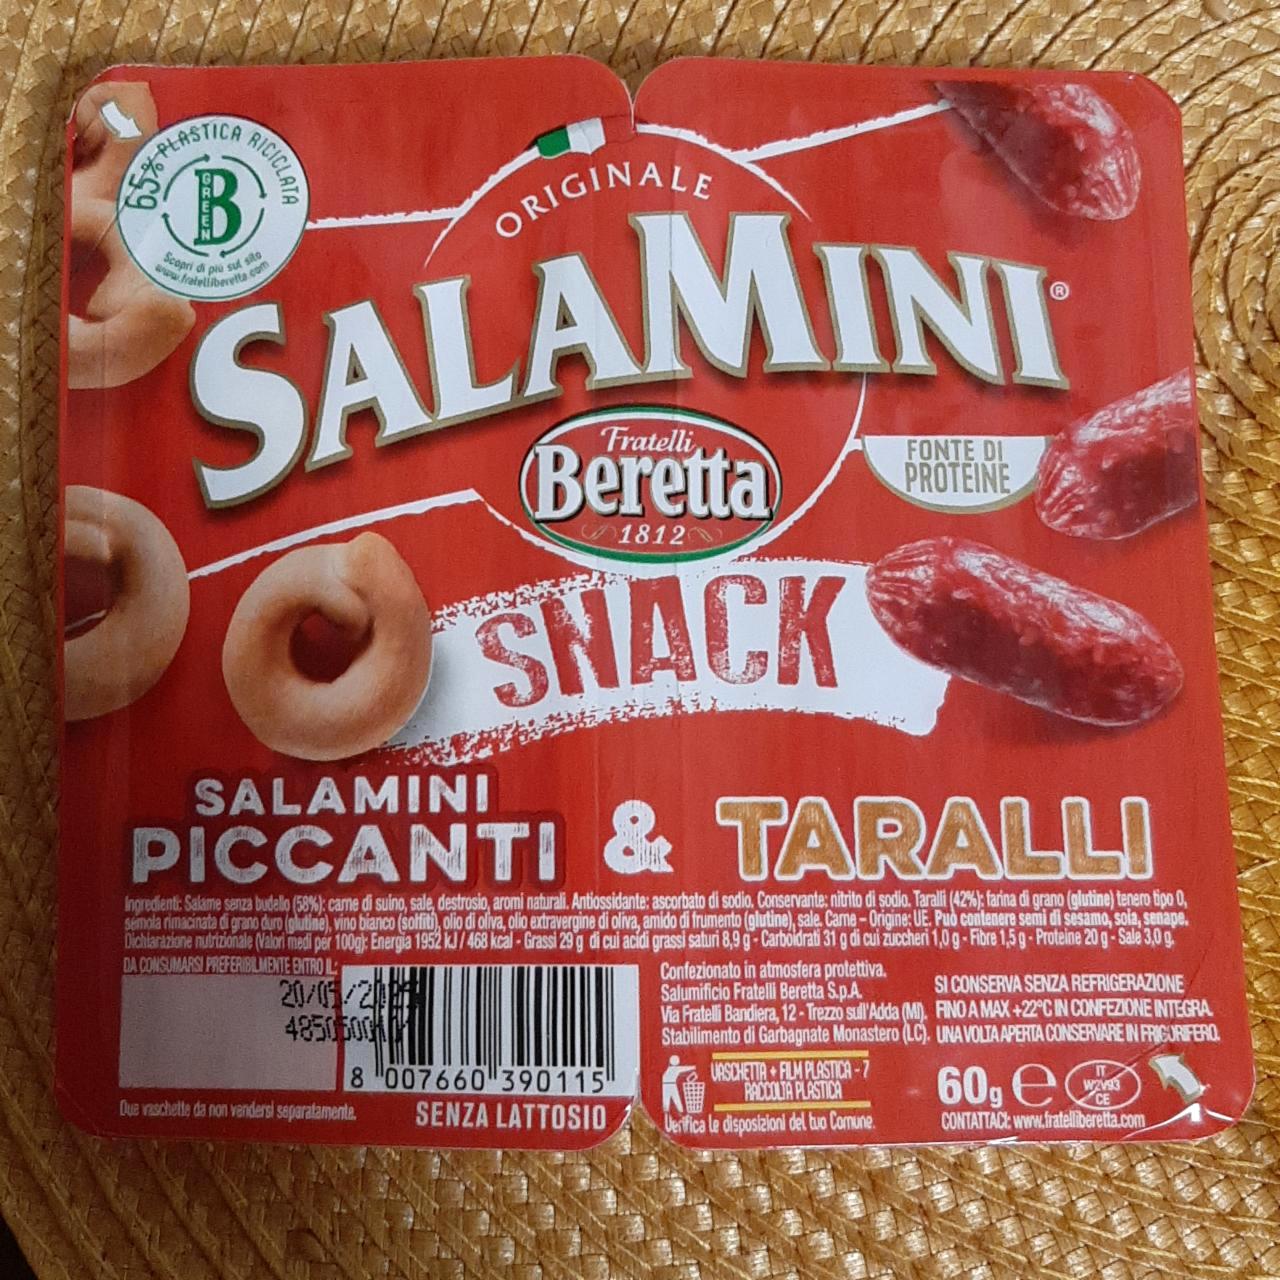 65% PLASTICA RICICLATA
GREEN
B
Scopri di più sul sito
www.fratelliberetta.com
ORIGINALE
SALAMINI®
Fratelli
Beretta
1812
FONTE DI
PROTEINE
SNACK
SALAMINI
PICCANTI & TARALLI
Ingredienti: Salame senza budello (58%): carne di suino, sale, destrosio, aromi naturali. Antiossidante: ascorbato di sodio. Conservante: nitrito di sodio. Taralli (42%): farina di grano (glutine) tenero tipo 0,
semola rimacinata di grano duro (glutine), vino bianco (solfiti), olio di oliva, olio extravergine di oliva, amido di frumento (glutine), sale. Carne – Origine: UE. Può contenere semi di sesamo, soia, senape.
Dichiarazione nutrizionale (Valori medi per 100g): Energia 1952 kJ / 468 kcal - Grassi 29 g di cui acidi grassi saturi 8,9 g - Carboidrati 31 g di cui zuccheri 1,0 g - Fibre 1,5 g - Proteine 20 g - Sale 3,0 g.
DA CONSUMARSI PREFERIBILMENTE ENTRO IL:
8 007660 390115
Due vaschette da non vendersi separatamente.
SENZA LATTOSIO
Confezionato in atmosfera protettiva.
Salumificio Fratelli Beretta S.p.A.
Via Fratelli Bandiera, 12 - Trezzo sull'Adda (MI).
Stabilimento di Garbagnate Monastero (LC).
SI CONSERVA SENZA REFRIGERAZIONE
FINO A MAX +22°C IN CONFEZIONE INTEGRA.
UNA VOLTA APERTA CONSERVARE IN FRIGORIFERO.
VASCHETTA + FILM PLASTICA - 7
RACCOLTA PLASTICA
Verifica le disposizioni del tuo Comune.
60g e
IT
W2V93
CE
CONTATTACI: www.fratelliberetta.com